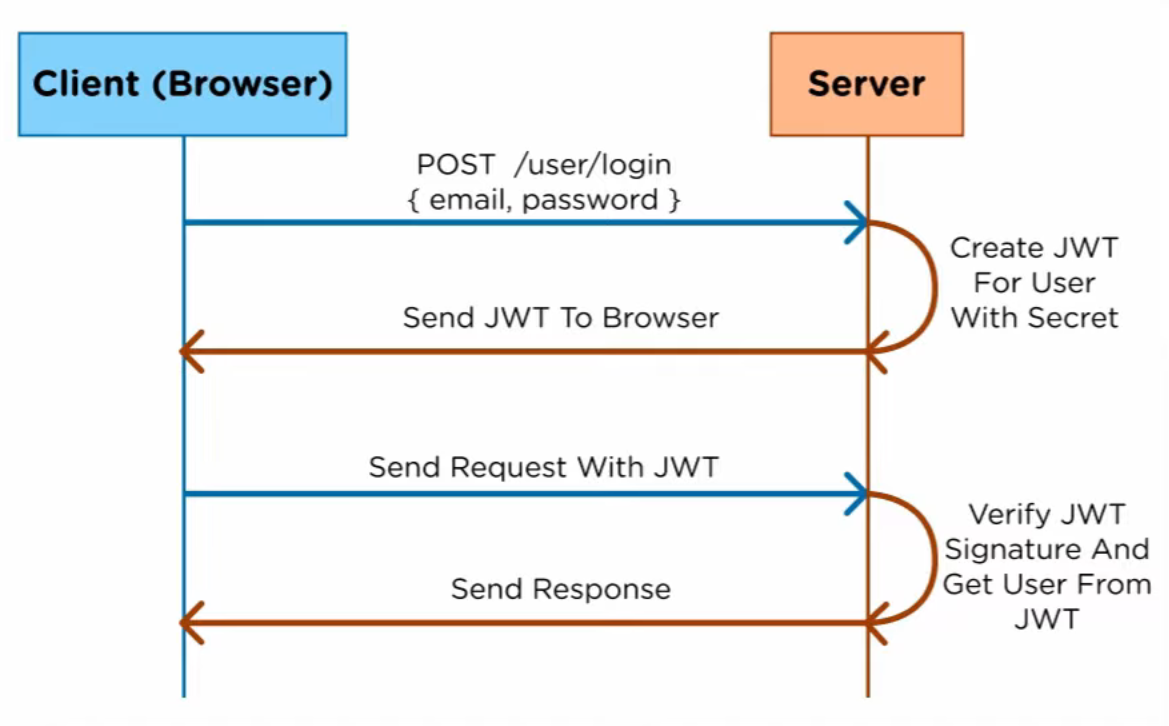 Client (Browser)
Server
POST /user/login
{ email, password }
Create JWT
For User
With Secret
Send JWT To Browser
Send Request With JWT
Verify JWT
Signature And
Get User From
JWT
Send Response